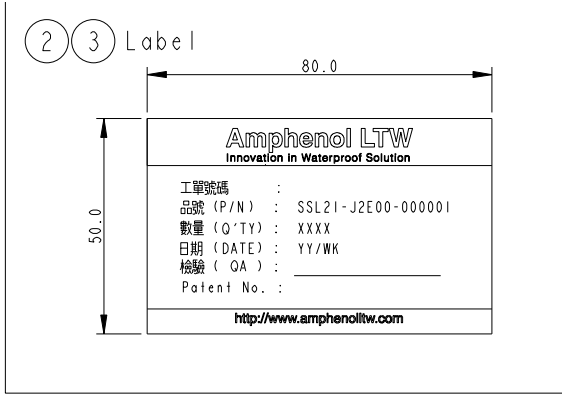 2 3 Label
80.0
50.0
Amphenol LTW
Innovation in Waterproof Solution
工單號碼 :
品號 (P/N) : SSL21-J2E00-000001
數量 (Q'TY) : XXXX
日期 (DATE) : YY/WK
檢驗 ( QA ) :
Patent No. :
http://www.amphenolltw.com